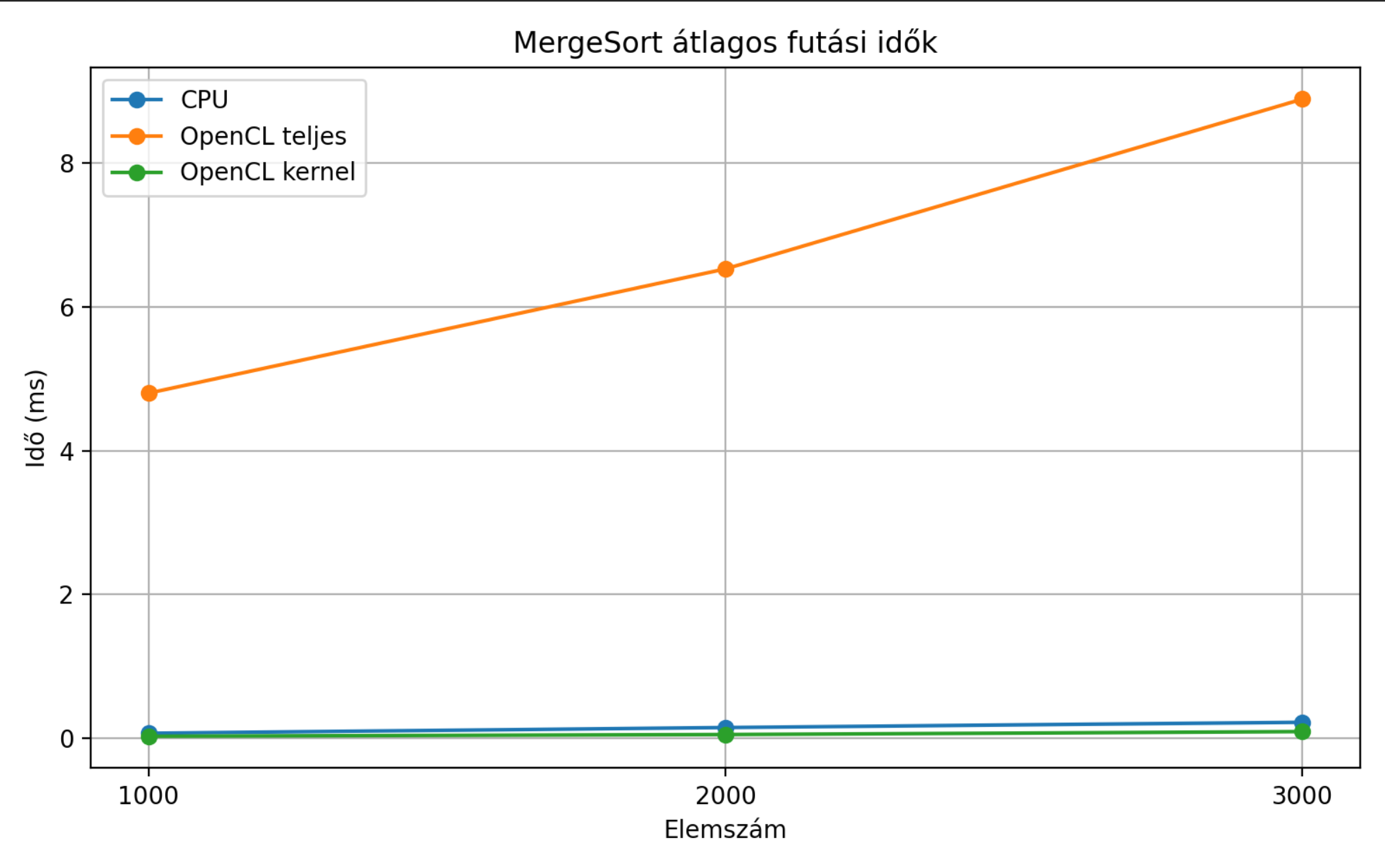 MergeSort átlagos futási idők
CPU
OpenCL teljes
OpenCL kernel
8
6
4
2
0
Idő (ms)
1000
2000
3000
Elemszám